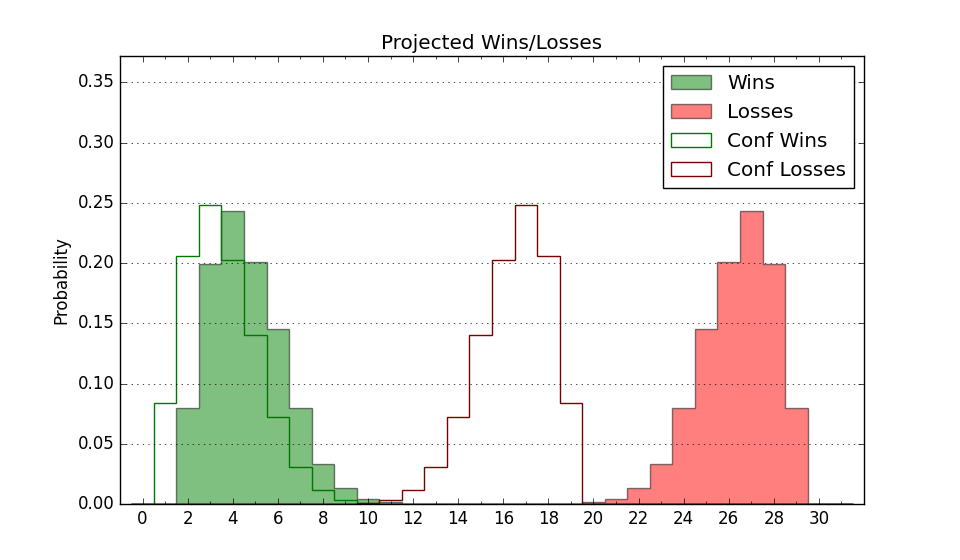 Projected Wins/Losses
0.35
0.30
0.25
0.20
0.15
0.10
0.05
0.00
Probability
Wins
Losses
Conf Wins
Conf Losses
0 2 4 6 8 10 12 14 16 18 20 22 24 26 28 30